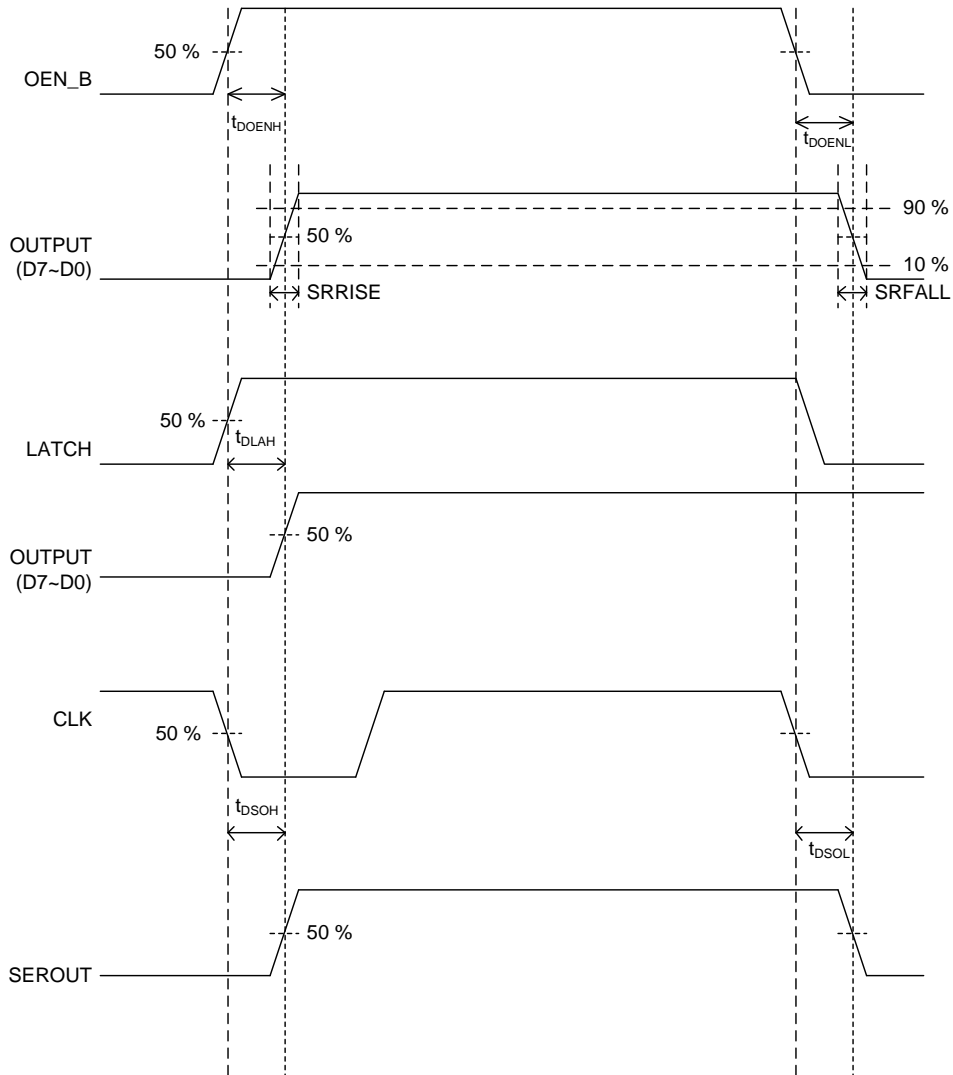 50 %
OEN_B
tDOENH
tDOENL
90 %
50 %
OUTPUT
(D7~D0)
10 %
SRRISE
SRFALL
50 %
tDLAH
LATCH
50 %
OUTPUT
(D7~D0)
CLK
50 %
tDSOH
tDSOL
50 %
SEROUT